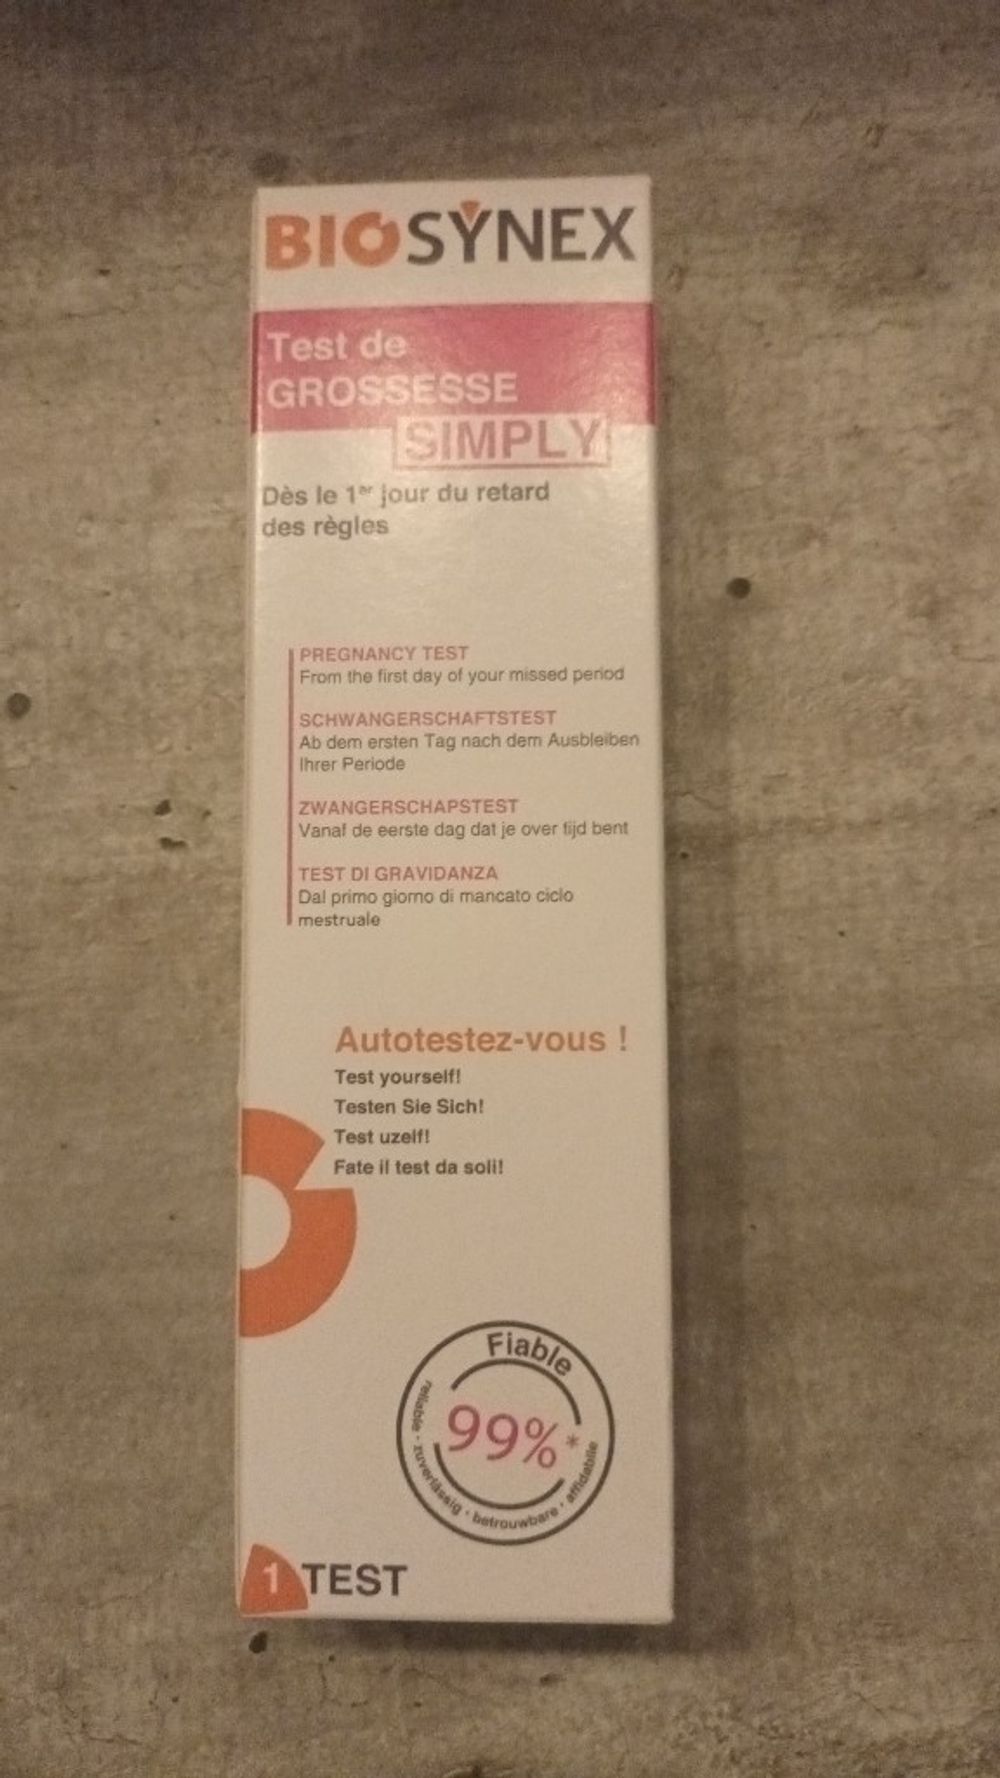 BIOSYNEX
Test de
GROSSESSE
SIMPLY
Dès le 1er jour du retard
des règles
PREGNANCY TEST
From the first day of your missed period
SCHWANGERSCHAFTSTEST
Ab dem ersten Tag nach dem Ausbleiben
Ihrer Periode
ZWANGERSCHAPSTEST
Vanaf de eerste dag dat je over tijd bent
TEST DI GRAVIDANZA
Dal primo giorno di mancato ciclo
mestruale
Autotestez-vous !
Test yourself!
Testen Sie Sich!
Test uzelf!
Fate il test da soli!
Fiable
99%*
reliable - zuverlässig - betrouwbare - affidabile
1 TEST